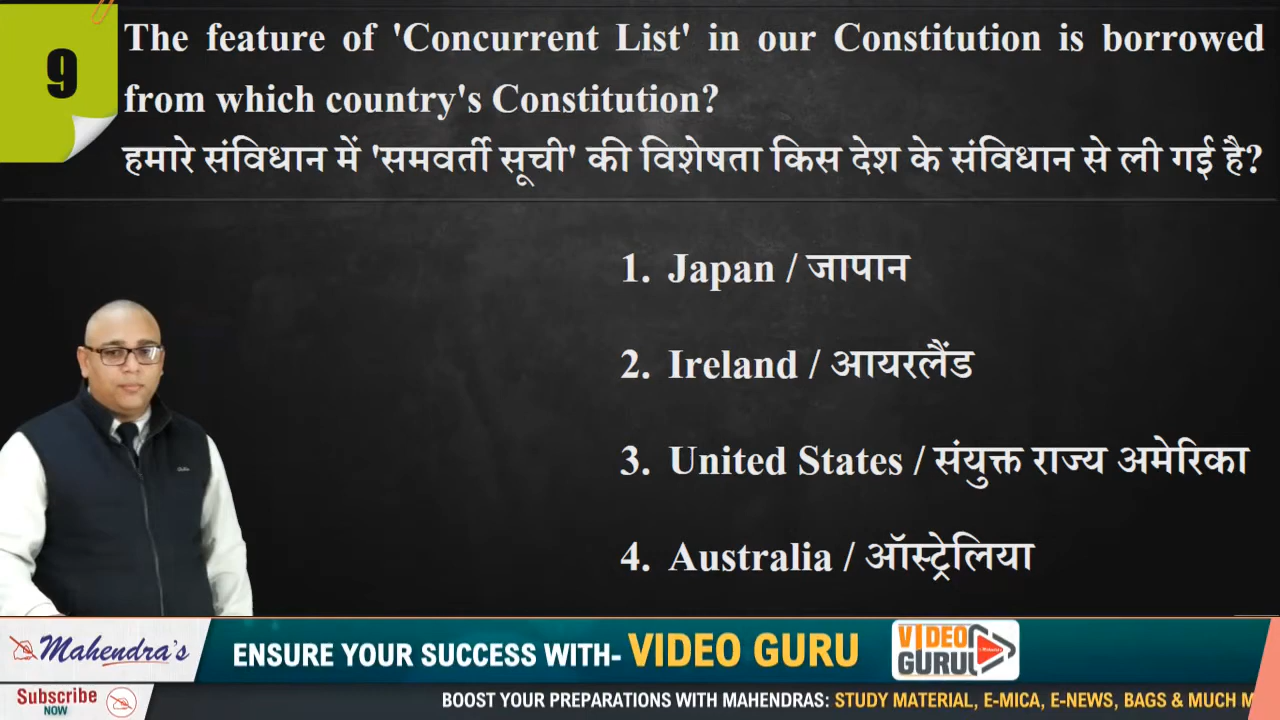 9
The feature of 'Concurrent List' in our Constitution is borrowed
from which country's Constitution?
हमारे संविधान में 'समवर्ती सूची' की विशेषता किस देश के संविधान से ली गई है?
1. Japan / जापान
2. Ireland / आयरलैंड
3. United States / संयुक्त राज्य अमेरिका
4. Australia / ऑस्ट्रेलिया
Mahendra's
ENSURE YOUR SUCCESS WITH- VIDEO GURU
VIDEO
GURU
Subscribe
NOW
BOOST YOUR PREPARATIONS WITH MAHENDRAS: STUDY MATERIAL, E-MICA, E-NEWS, BAGS & MUCH M